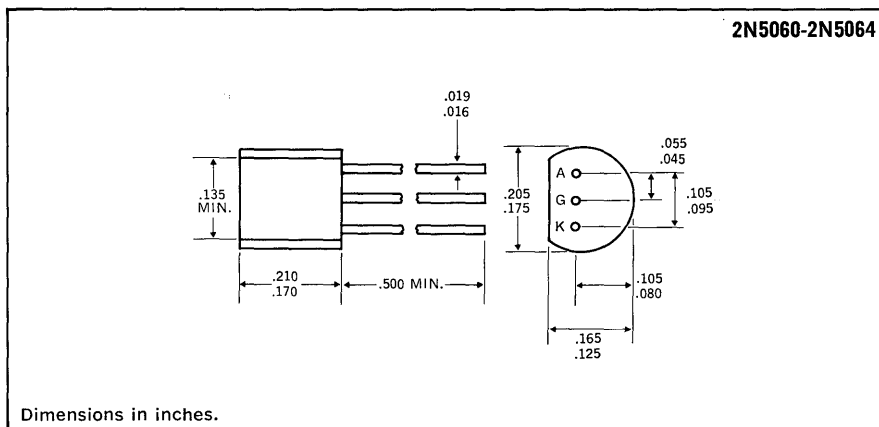 2N5060-2N5064
.019
.016
.055
.045
A
.135
MIN.
.205
.175
G
.105
.095
K
.210
.170
.500 MIN.
.105
.080
.165
.125
Dimensions in inches.